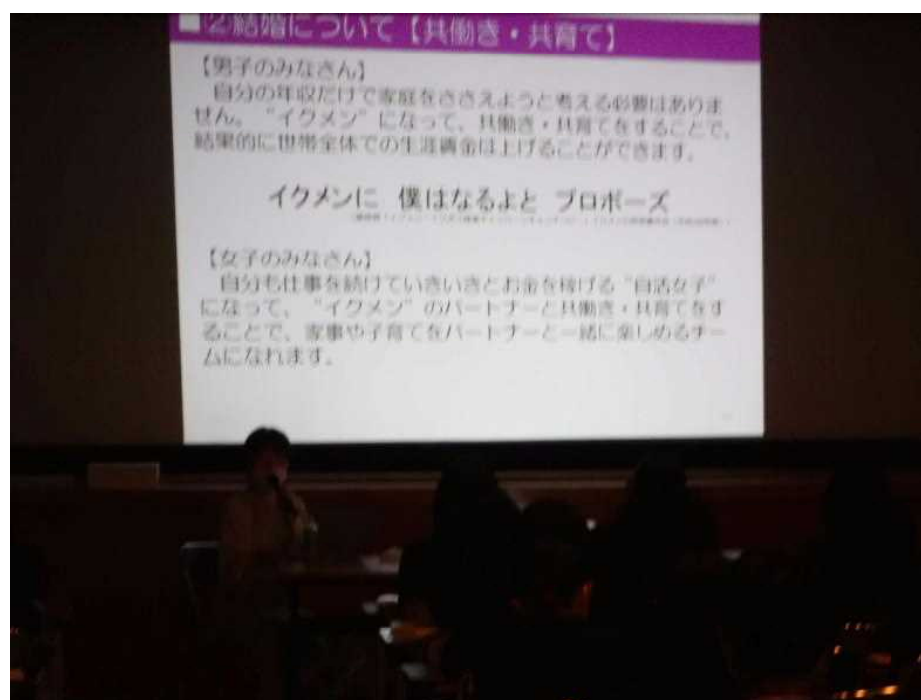 ■②結婚について【共働き・共育て】
【男子のみなさん】
自分の年収だけで家庭をささえようと考える必要はありま
せん。“イクメン”になって、共働き・共育てをすることで、
結果的に世帯全体での生涯賃金は上げることができます。
イクメンに 僕はなるよと プロポーズ
【女子のみなさん】
自分も仕事を続けていきいきとお金を稼げる“自活女子”
になって、“イクメン”のパートナーと共働き・共育てをす
ることで、家事や子育てをパートナーと一緒に楽しめるチー
ムになれます。